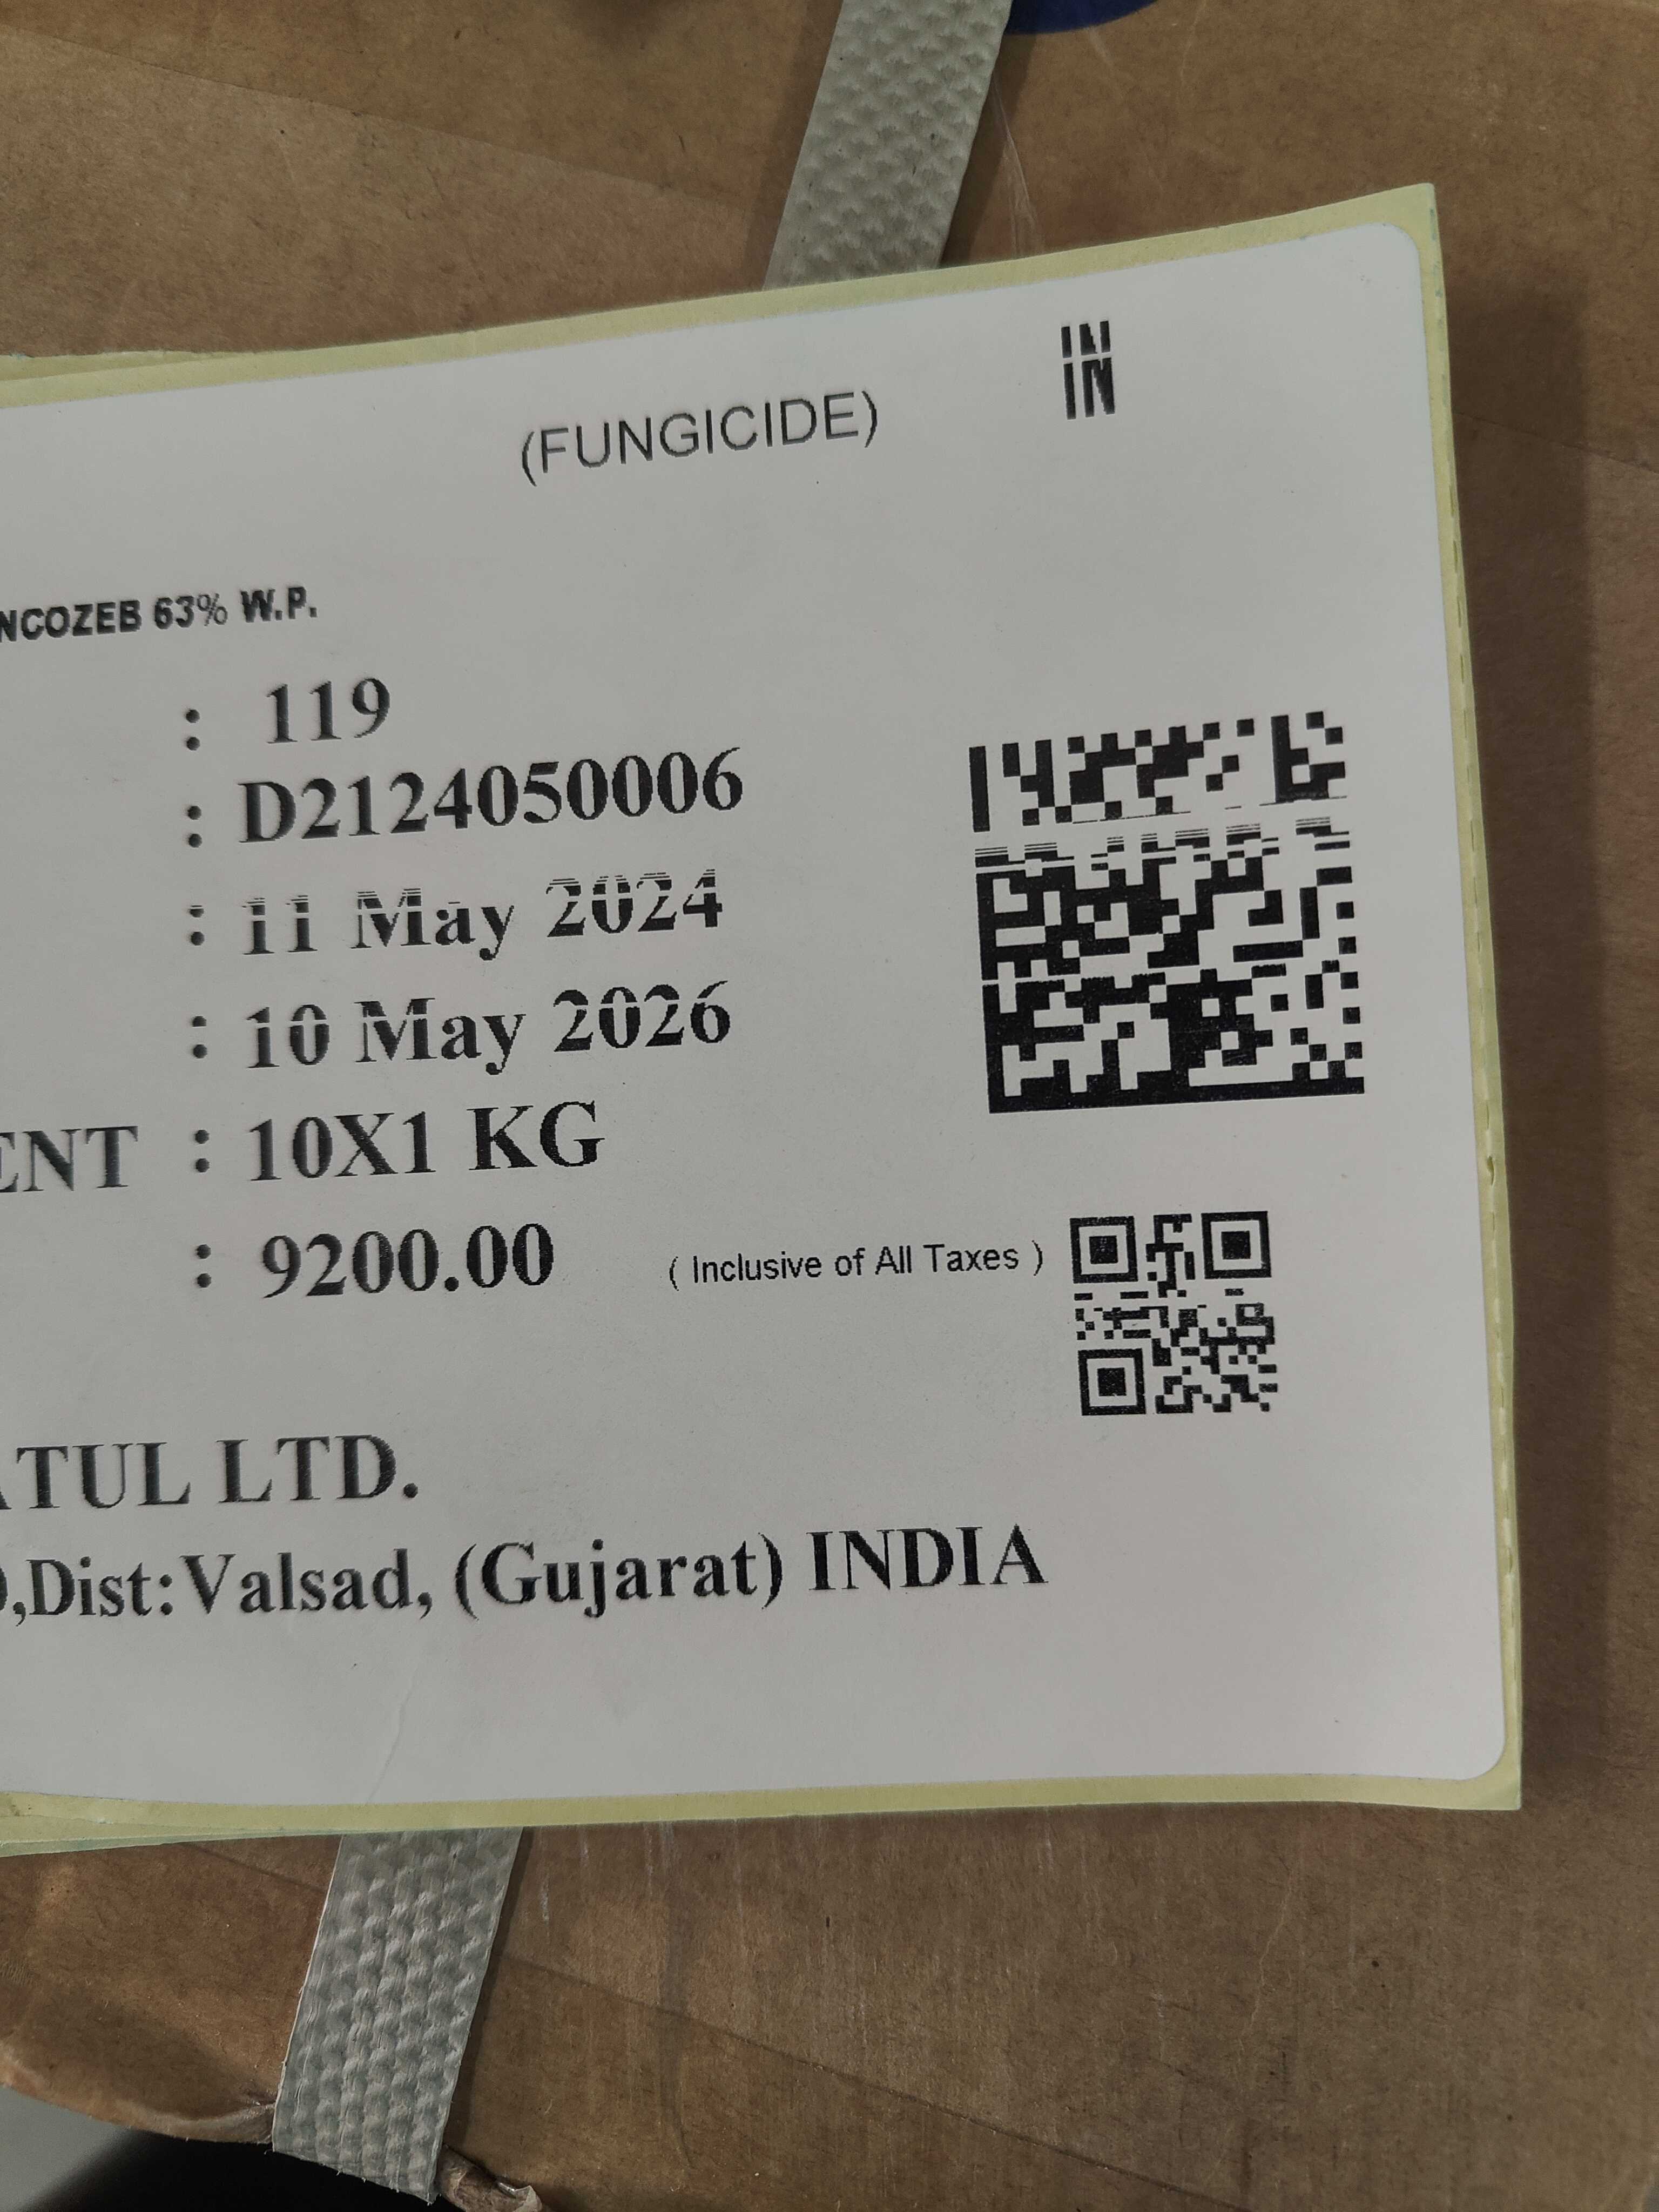 IN
(FUNGICIDE)
NCOZEB 63% W.P.
: 119
: D2124050006
: 11 May 2024
: 10 May 2026
ENT : 10X1 KG
: 9200.00 ( Inclusive of All Taxes )
ATUL LTD.
),Dist:Valsad, (Gujarat) INDIA